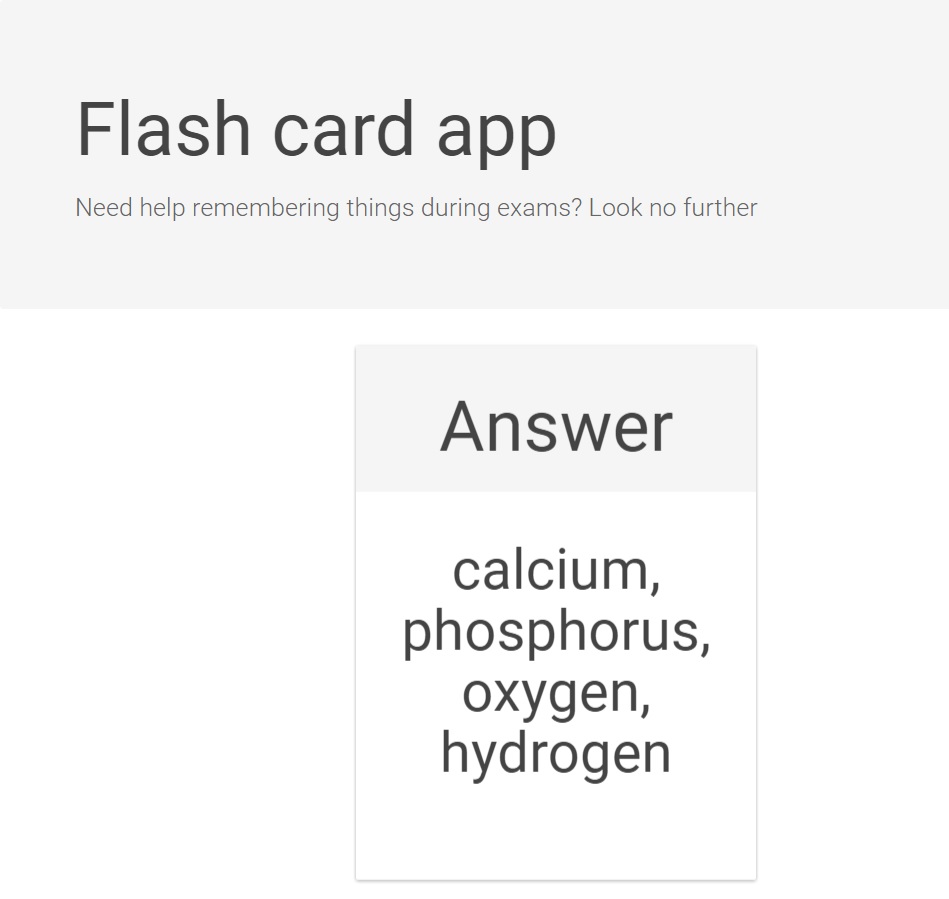 Flash card app
Need help remembering things during exams? Look no further
Answer
calcium,
phosphorus,
oxygen,
hydrogen